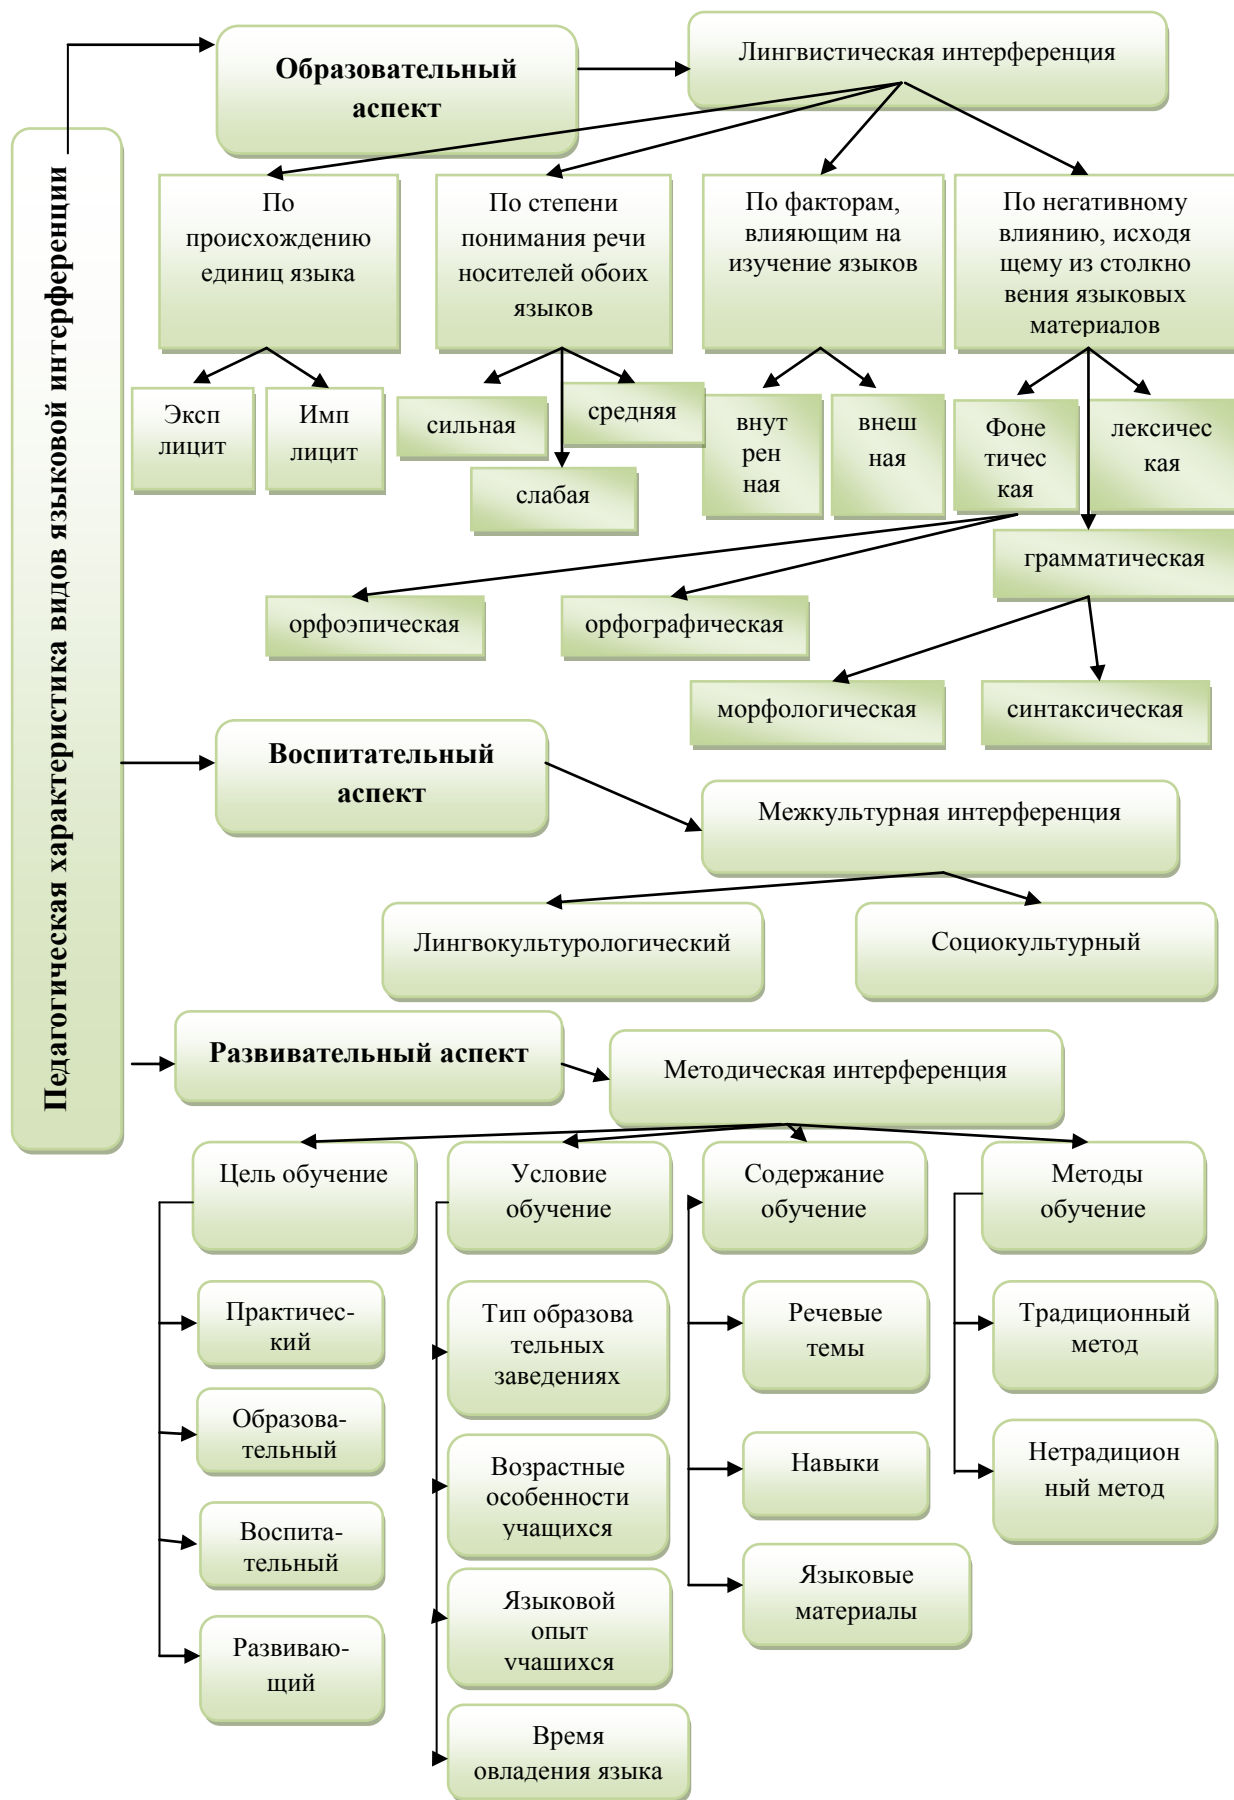 Педагогическая характеристика видов языковой интерференции
Образовательный
аспект
Лингвистическая интерференция
По
происхождению
единиц языка
По степени
понимания речи
носителей обоих
языков
По факторам,
влияющим на
изучение языков
По негативному
влиянию, исходя
щему из столкно
вения языковых
материалов
Эксп
лицит
Имп
лицит
сильная
средняя
слабая
внут
рен
ная
внеш
ная
Фоне
тичес
кая
лексичес
кая
грамматическая
орфоэпическая
орфографическая
морфологическая
синтаксическая
Воспитательный
аспект
Межкультурная интерференция
Лингвокультурологический
Социокультурный
Развивательный аспект
Методическая интерференция
Цель обучение
Условие
обучение
Содержание
обучение
Методы
обучение
Практичес-
кий
Образова-
тельный
Воспита-
тельный
Развиваю-
щий
Тип образова
тельных
заведениях
Возрастные
особенности
учащихся
Языковой
опыт
учащихся
Время
овладения языка
Речевые
темы
Навыки
Языковые
материалы
Традиционный
метод
Нетрадицион
ный метод